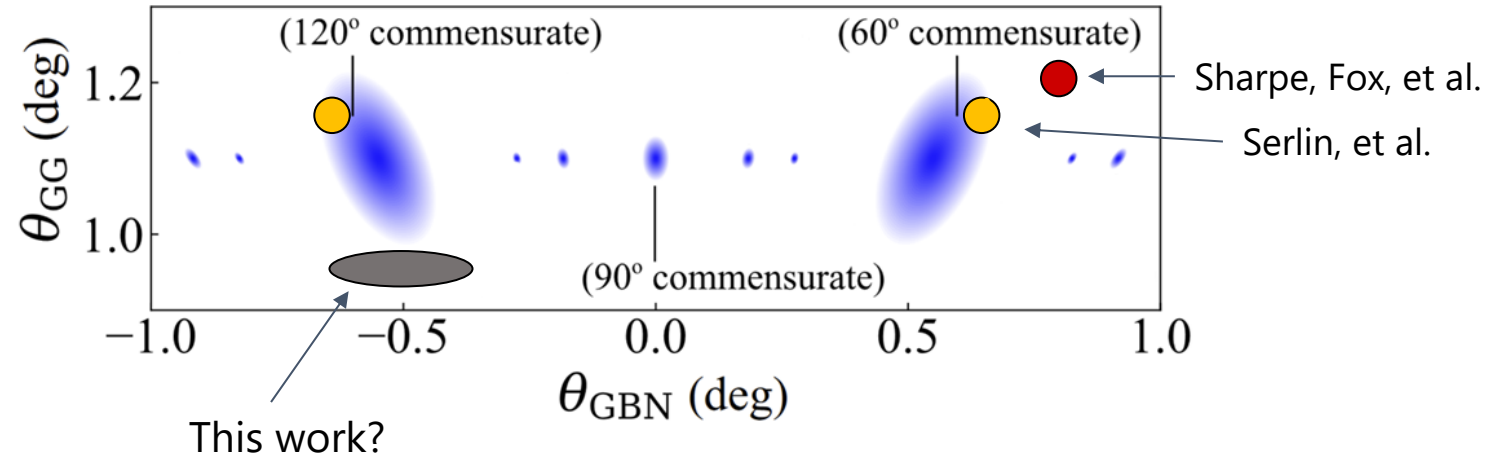 (120° commensurate)
(60° commensurate)
Sharpe, Fox, et al.
Serlin, et al.
θGG (deg)
1.2
1.0
(90° commensurate)
−1.0
−0.5
0.0
0.5
1.0
θGBN (deg)
This work?